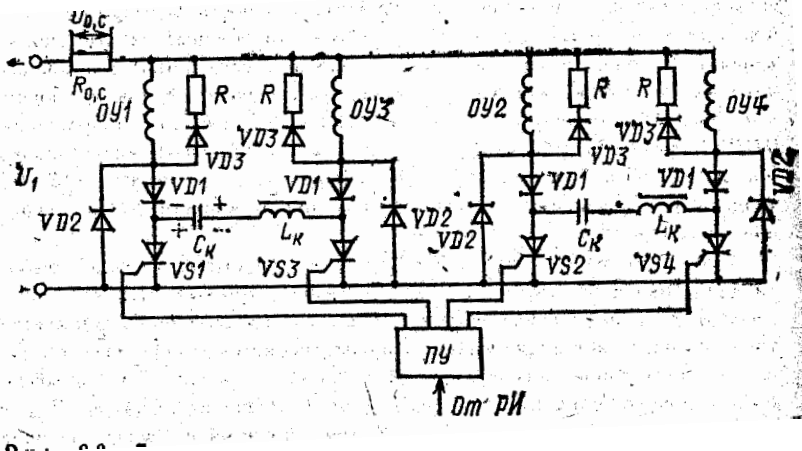 U₀,с
R₀,с
ОУ1
R
R
ОУ3
ОУ2
R
R
ОУ4
VD3
VD3
VD3
VD3
U₁
VD1
VD1
VD1
VD1
VD2
VD2
VD2
VD2
− +
+ −
Cк
Lк
Cк
Lк
VS1
VS3
VS2
VS4
ПУ
От РИ